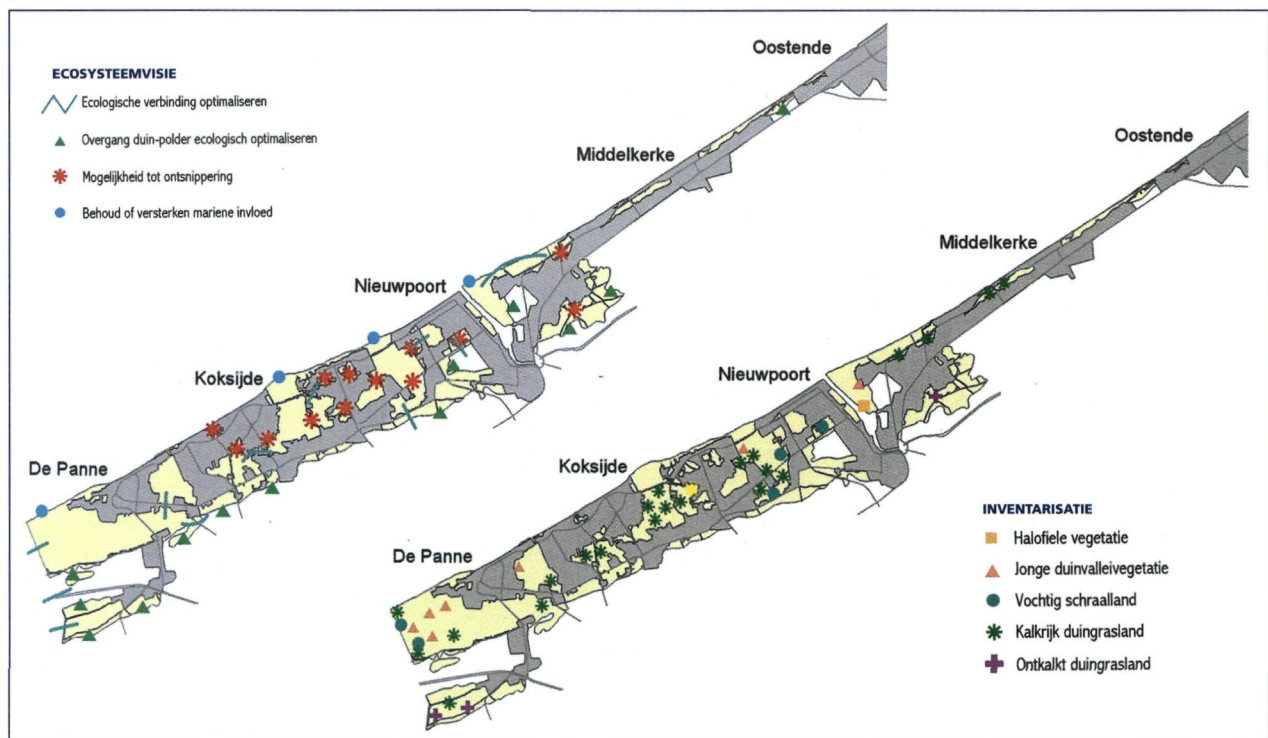 ECOSYSTEEMVISIE
Ecologische verbinding optimaliseren
Overgang duin-polder ecologisch optimaliseren
Mogelijkheid tot ontsnippering
Behoud of versterken mariene invloed
Oostende
Middelkerke
Nieuwpoort
Koksijde
De Panne
Oostende
Middelkerke
Nieuwpoort
Koksijde
De Panne
INVENTARISATIE
Halofiele vegetatie
Jonge duinvalleivegetatie
Vochtig schraalland
Kalkrijk duingrasland
Ontkalkt duingrasland